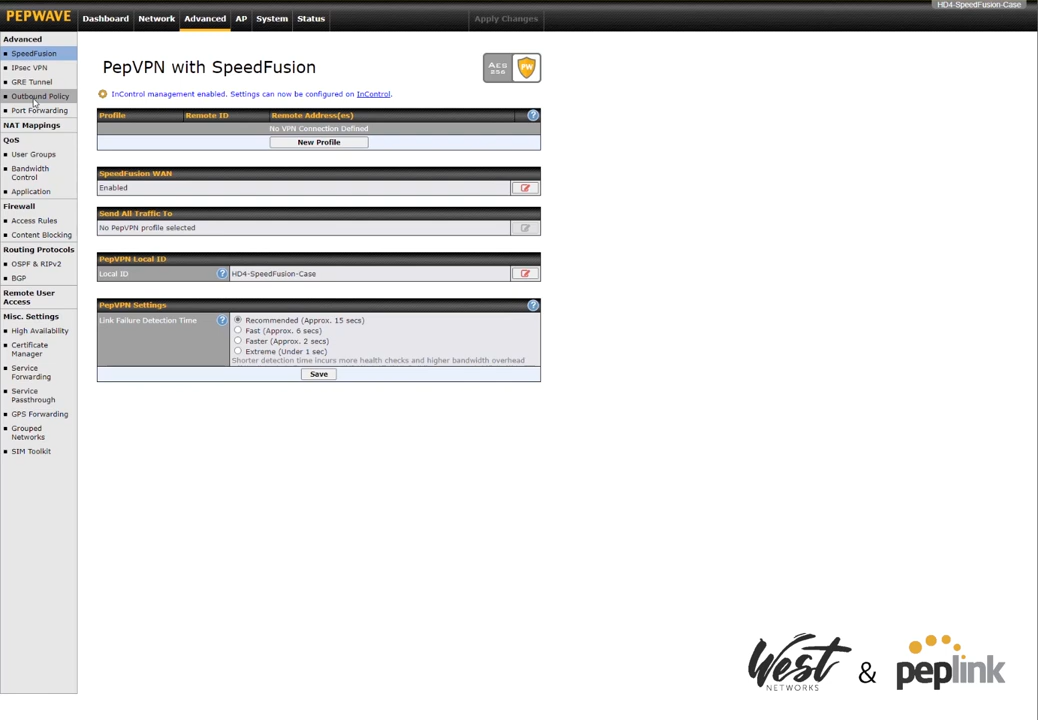 HD4-SpeedFusion-Case
PEPWAVE Dashboard Network Advanced AP System Status Apply Changes
Advanced
SpeedFusion
IPsec VPN
GRE Tunnel
Outbound Policy
Port Forwarding
NAT Mappings
QoS
User Groups
Bandwidth
Control
Application
Firewall
Access Rules
Content Blocking
Routing Protocols
OSPF & RIPv2
BGP
Remote User
Access
Misc. Settings
High Availability
Certificate
Manager
Service
Forwarding
Service
Passthrough
GPS Forwarding
Grouped
Networks
SIM Toolkit
PepVPN with SpeedFusion
AES
256
PW
InControl management enabled. Settings can now be configured on InControl.
Profile Remote ID Remote Address(es) ?
No VPN Connection Defined
New Profile
SpeedFusion WAN
Enabled
Send All Traffic To
No PepVPN profile selected
PepVPN Local ID
Local ID ? HD4-SpeedFusion-Case
PepVPN Settings ?
Link Failure Detection Time ? Recommended (Approx. 15 secs)
Fast (Approx. 6 secs)
Faster (Approx. 2 secs)
Extreme (Under 1 sec)
Shorter detection time incurs more health checks and higher bandwidth overhead
Save
West
NETWORKS
&
peplink